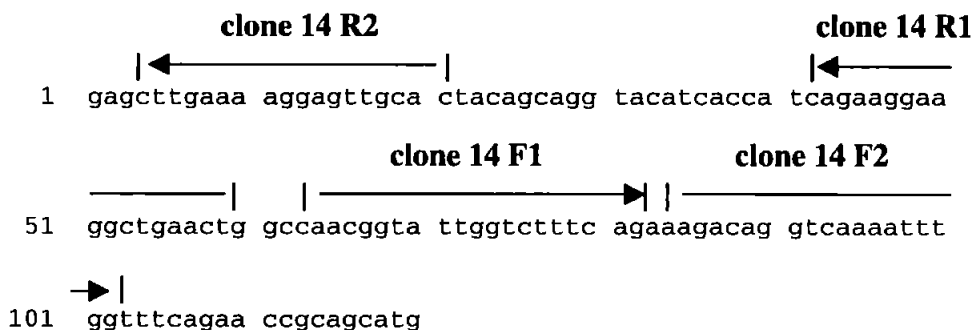 clone 14 R2 clone 14 R1
1 gagcttgaaa aggagttgca ctacagcagg tacatcacca tcagaaggaa
clone 14 F1 clone 14 F2
51 ggctgaactg gccaacggta ttggtctttc agaaagacag gtcaaaattt
101 ggtttcagaa ccgcagcatg